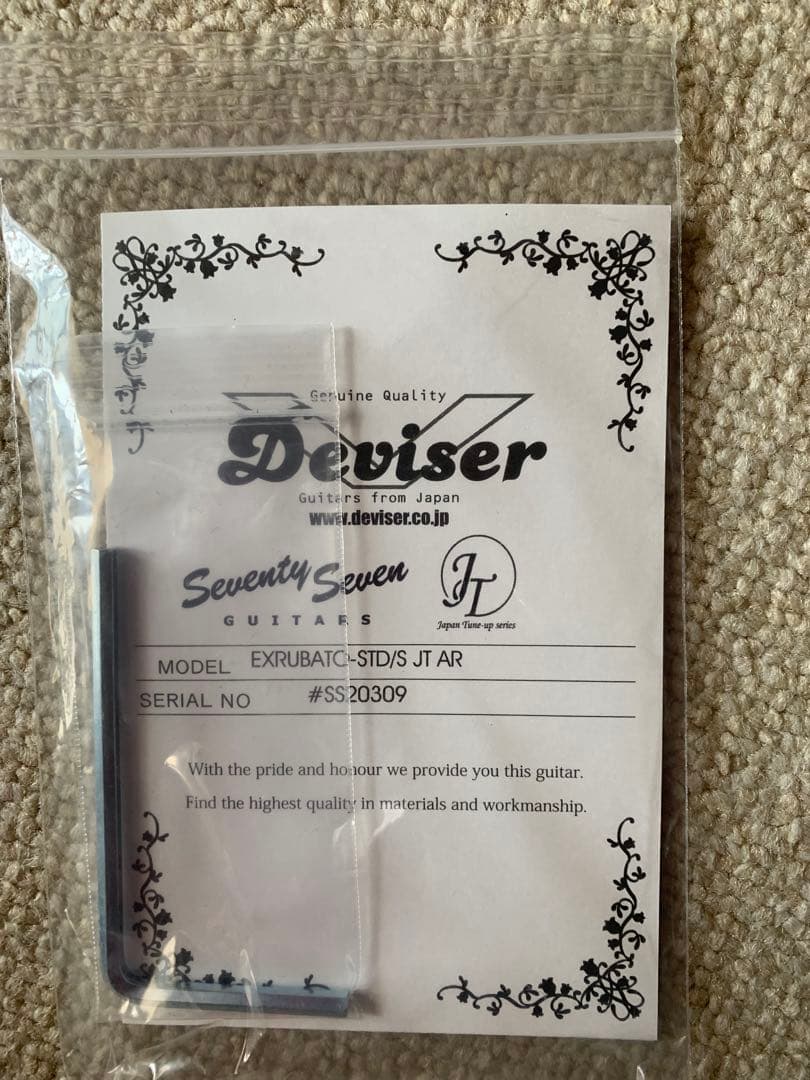 Genuine Quality
Deviser
Guitars from Japan
www.deviser.co.jp
Seventy Seven
GUITARS
JT
Japan Tune-up series
MODEL EXRUBATO-STD/S JT AR
SERIAL NO #SS20309
With the pride and honour we provide you this guitar.
Find the highest quality in materials and workmanship.